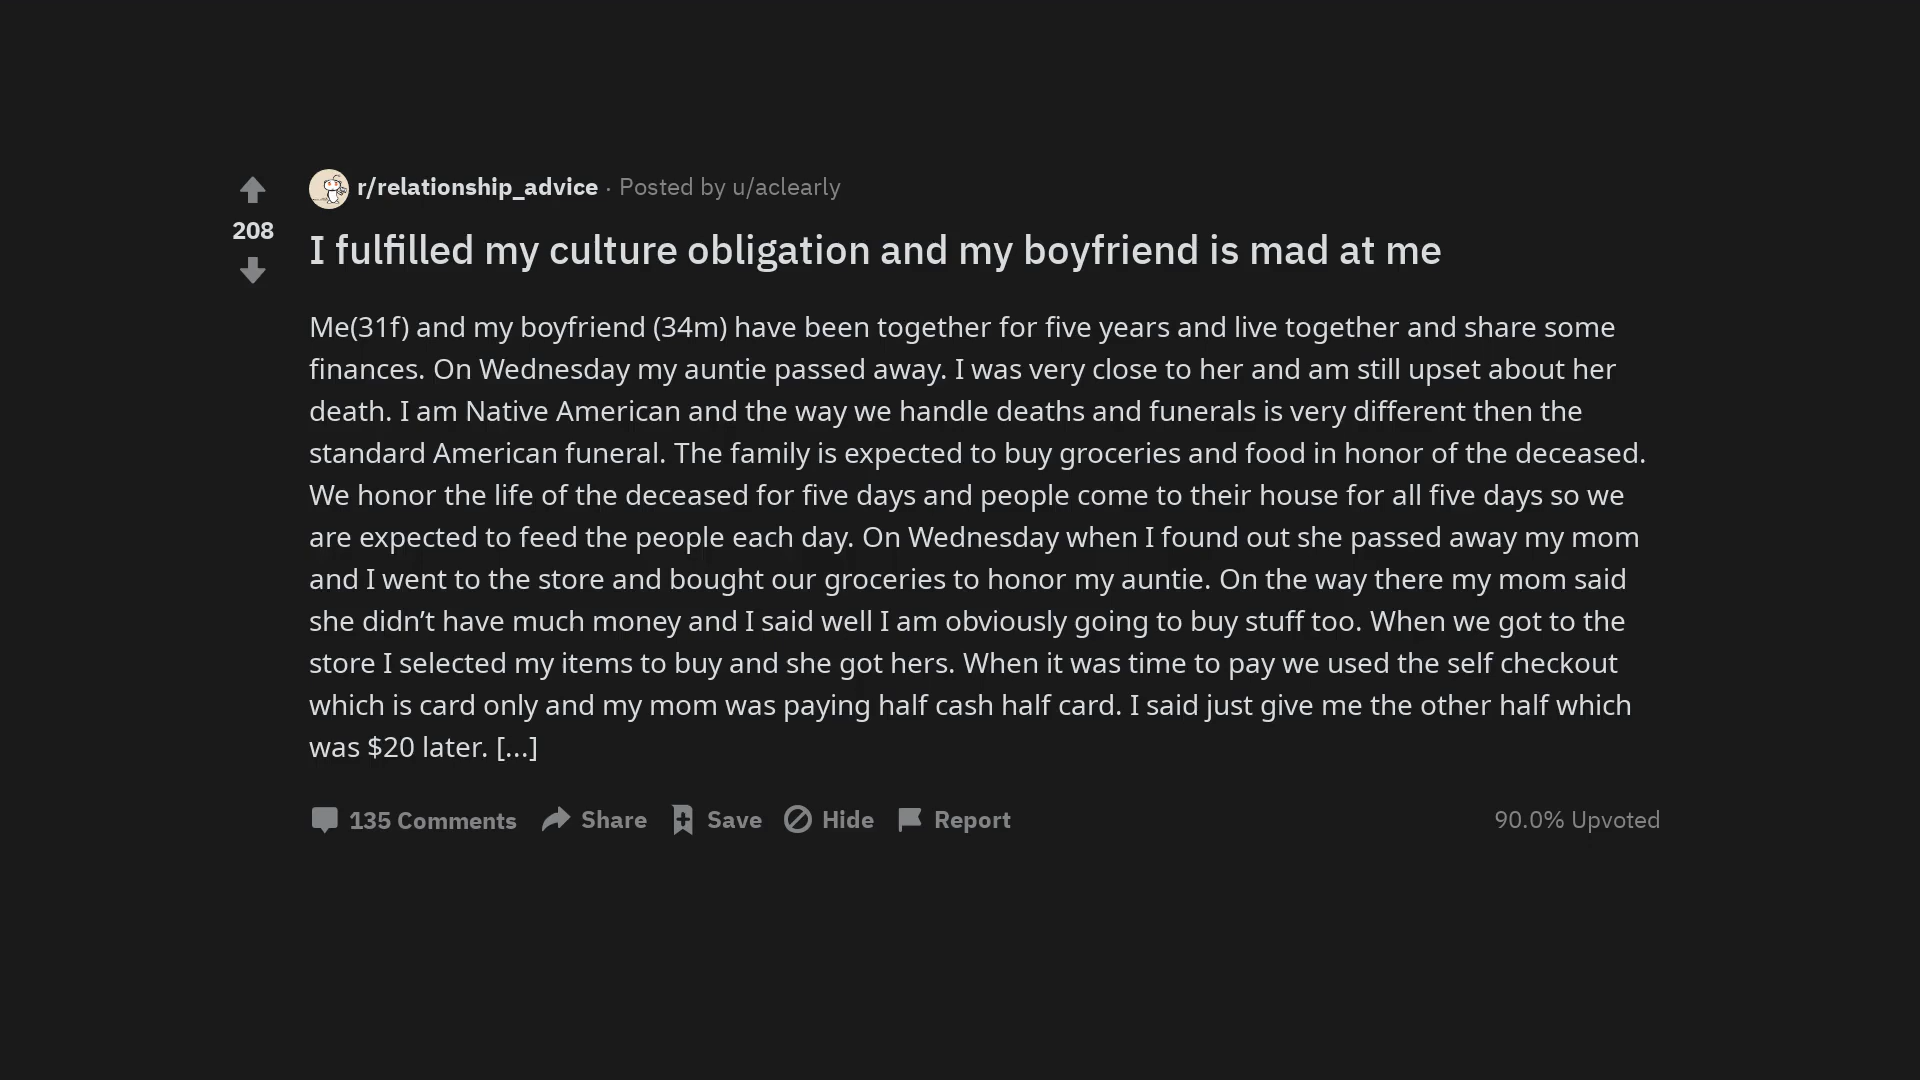 r/relationship_advice · Posted by u/aclearly
208
I fulfilled my culture obligation and my boyfriend is mad at me
Me(31f) and my boyfriend (34m) have been together for five years and live together and share some
finances. On Wednesday my auntie passed away. I was very close to her and am still upset about her
death. I am Native American and the way we handle deaths and funerals is very different then the
standard American funeral. The family is expected to buy groceries and food in honor of the deceased.
We honor the life of the deceased for five days and people come to their house for all five days so we
are expected to feed the people each day. On Wednesday when I found out she passed away my mom
and I went to the store and bought our groceries to honor my auntie. On the way there my mom said
she didn’t have much money and I said well I am obviously going to buy stuff too. When we got to the
store I selected my items to buy and she got hers. When it was time to pay we used the self checkout
which is card only and my mom was paying half cash half card. I said just give me the other half which
was $20 later. [...]
135 Comments Share Save Hide Report 90.0% Upvoted